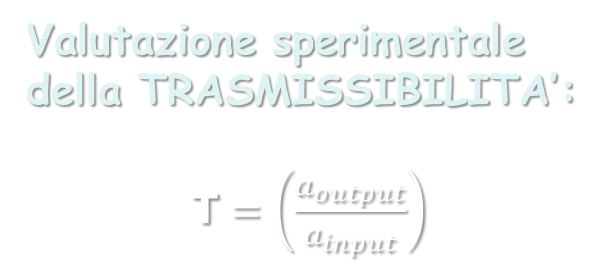 Valutazione sperimentale
della TRASMISSIBILITA’:
T = (a_output / a_input)